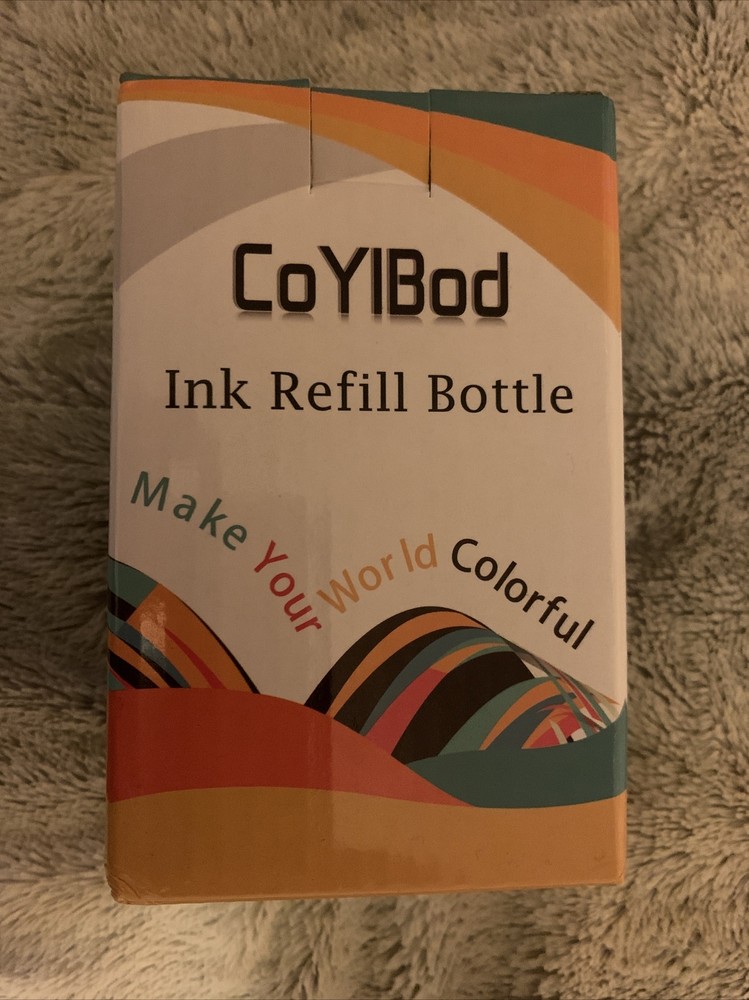 CoYIBod
Ink Refill Bottle
Make Your World Colorful